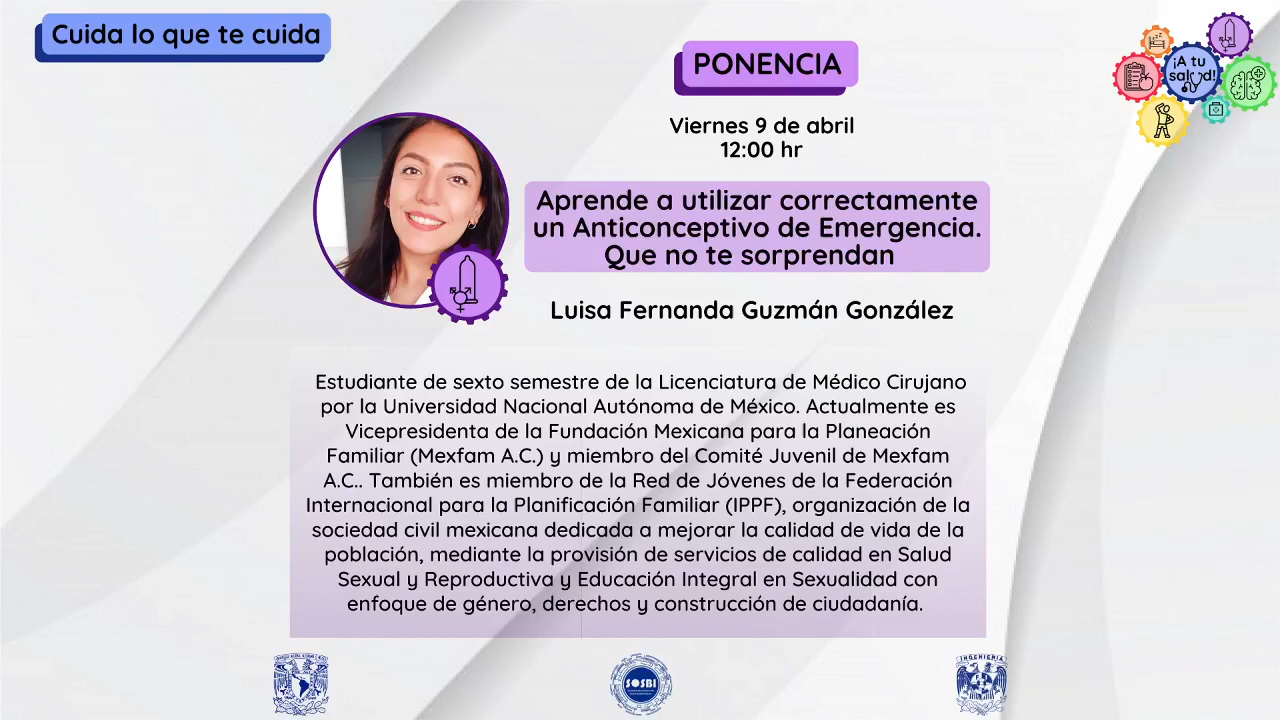 Cuida lo que te cuida
PONENCIA
¡A tu
salud!
Viernes 9 de abril
12:00 hr
Aprende a utilizar correctamente
un Anticonceptivo de Emergencia.
Que no te sorprendan
Luisa Fernanda Guzmán González
Estudiante de sexto semestre de la Licenciatura de Médico Cirujano
por la Universidad Nacional Autónoma de México. Actualmente es
Vicepresidenta de la Fundación Mexicana para la Planeación
Familiar (Mexfam A.C.) y miembro del Comité Juvenil de Mexfam
A.C.. También es miembro de la Red de Jóvenes de la Federación
Internacional para la Planificación Familiar (IPPF), organización de la
sociedad civil mexicana dedicada a mejorar la calidad de vida de la
población, mediante la provisión de servicios de calidad en Salud
Sexual y Reproductiva y Educación Integral en Sexualidad con
enfoque de género, derechos y construcción de ciudadanía.
SOSBI
INGENIERIA